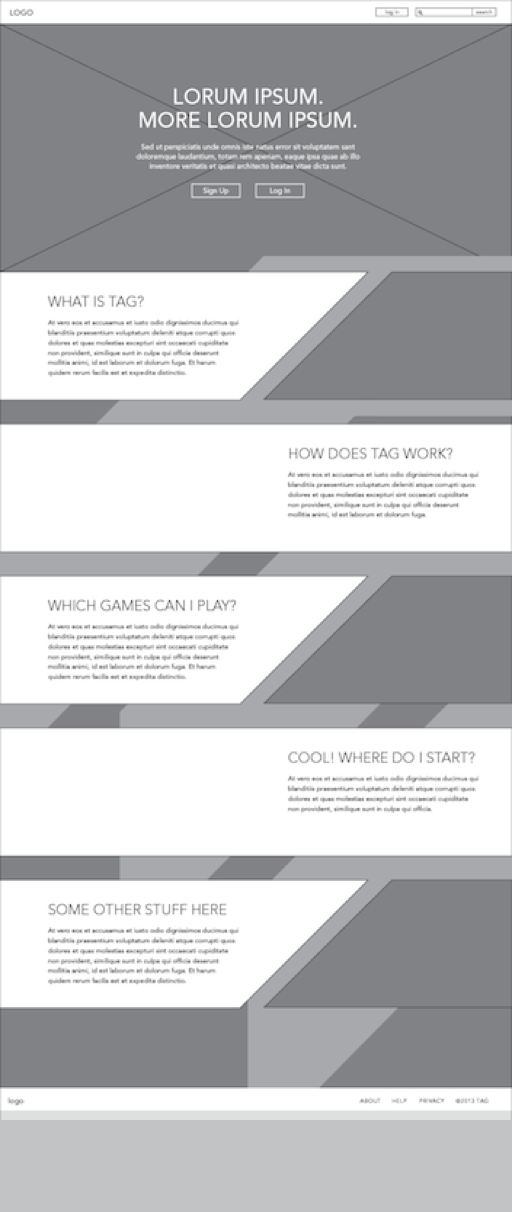 LOGO
log in
search
LORUM IPSUM.
MORE LORUM IPSUM.
Sed ut perspiciatis unde omnis iste natus error sit voluptatem sant
doloremque laudantium, totam rem aperiam, eaque ipsa quae ab illo
inventore veritatis et quasi architecto beatae vitae dicta sunt.
Sign Up
Log In
WHAT IS TAG?
At vero eos et accusamus et iusto odio dignissimos ducimus qui
blanditiis praesentium voluptatum deleniti atque corrupti quos
dolores et quas molestias excepturi sint occaecati cupiditate
non provident, similique sunt in culpa qui officia deserunt
mollitia animi, id est laborum et dolorum fuga. Et harum
quidem rerum facilis est et expedita distinctio.
HOW DOES TAG WORK?
At vero eos et accusamus et iusto odio dignissimos ducimus qui
blanditiis praesentium voluptatum deleniti atque corrupti quos
dolores et quas molestias excepturi sint occaecati cupiditate
non provident, similique sunt in culpa qui officia deserunt
mollitia animi, id est laborum et dolorum fuga.
WHICH GAMES CAN I PLAY?
At vero eos et accusamus et iusto odio dignissimos ducimus qui
blanditiis praesentium voluptatum deleniti atque corrupti quos
dolores et quas molestias excepturi sint occaecati cupiditate
non provident, similique sunt in culpa qui officia deserunt
mollitia animi, id est laborum et dolorum fuga. Et harum
quidem rerum facilis est et expedita distinctio.
COOL! WHERE DO I START?
At vero eos et accusamus et iusto odio dignissimos ducimus qui
blanditiis praesentium voluptatum deleniti atque corrupti quos
dolores et quas molestias excepturi sint occaecati cupiditate
non provident, similique sunt in culpa qui officia.
SOME OTHER STUFF HERE
At vero eos et accusamus et iusto odio dignissimos ducimus qui
blanditiis praesentium voluptatum deleniti atque corrupti quos
dolores et quas molestias excepturi sint occaecati cupiditate
non provident, similique sunt in culpa qui officia deserunt
mollitia animi, id est laborum et dolorum fuga. Et harum
quidem rerum facilis est et expedita distinctio.
logo
ABOUT HELP PRIVACY ©2013 TAG